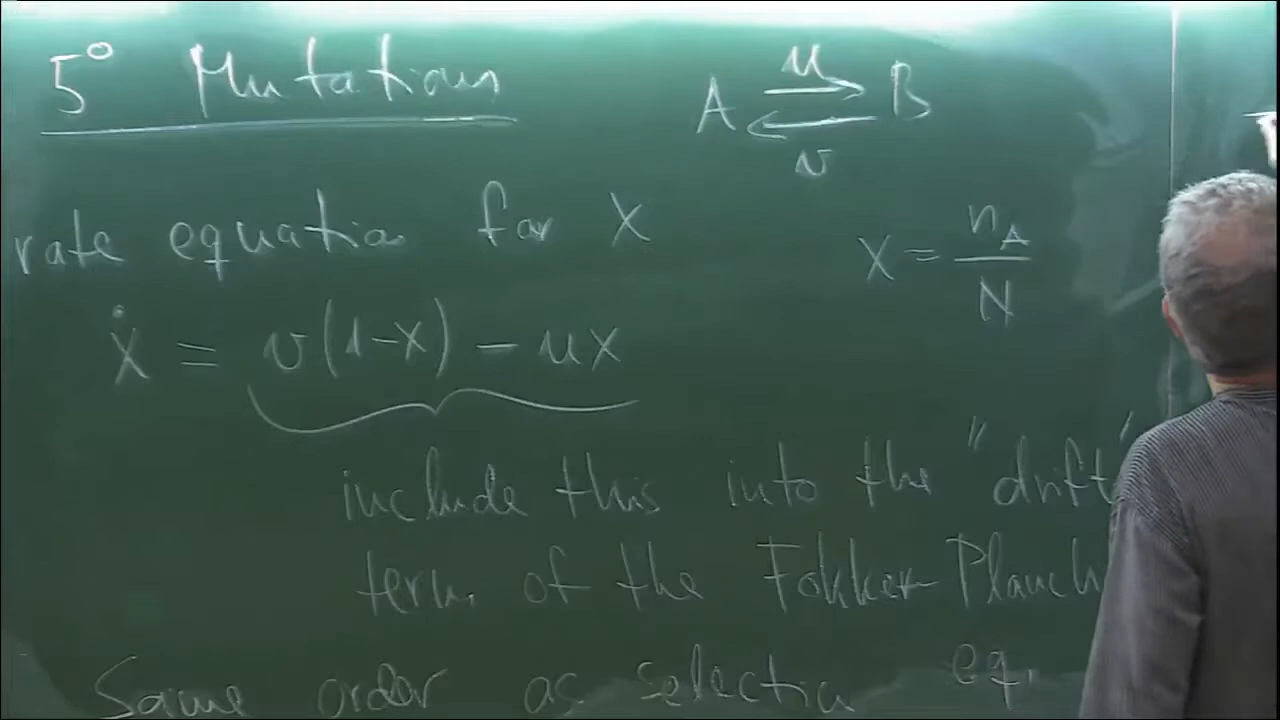 5° Mutations
A ⇌ B
u
v
rate equation for X
X = n_A / N
Ẋ = v(1-X) - uX
include this into the "drift"
term of the Fokker-Planck
Same order as selection eq.